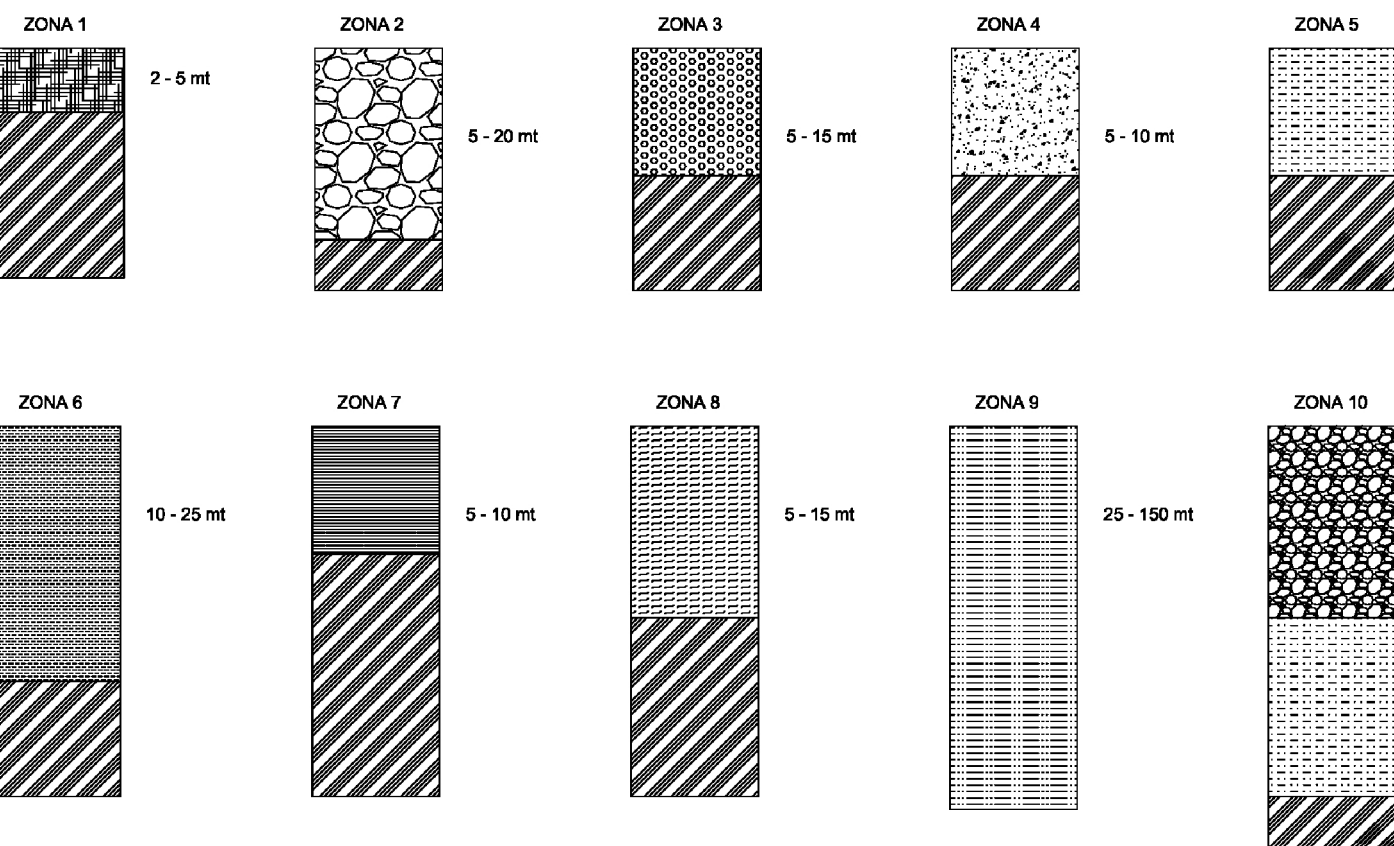 ZONA 1
ZONA 2
ZONA 3
ZONA 4
ZONA 5
2 - 5 mt
5 - 20 mt
5 - 15 mt
5 - 10 mt
ZONA 6
ZONA 7
ZONA 8
ZONA 9
ZONA 10
10 - 25 mt
5 - 10 mt
5 - 15 mt
25 - 150 mt